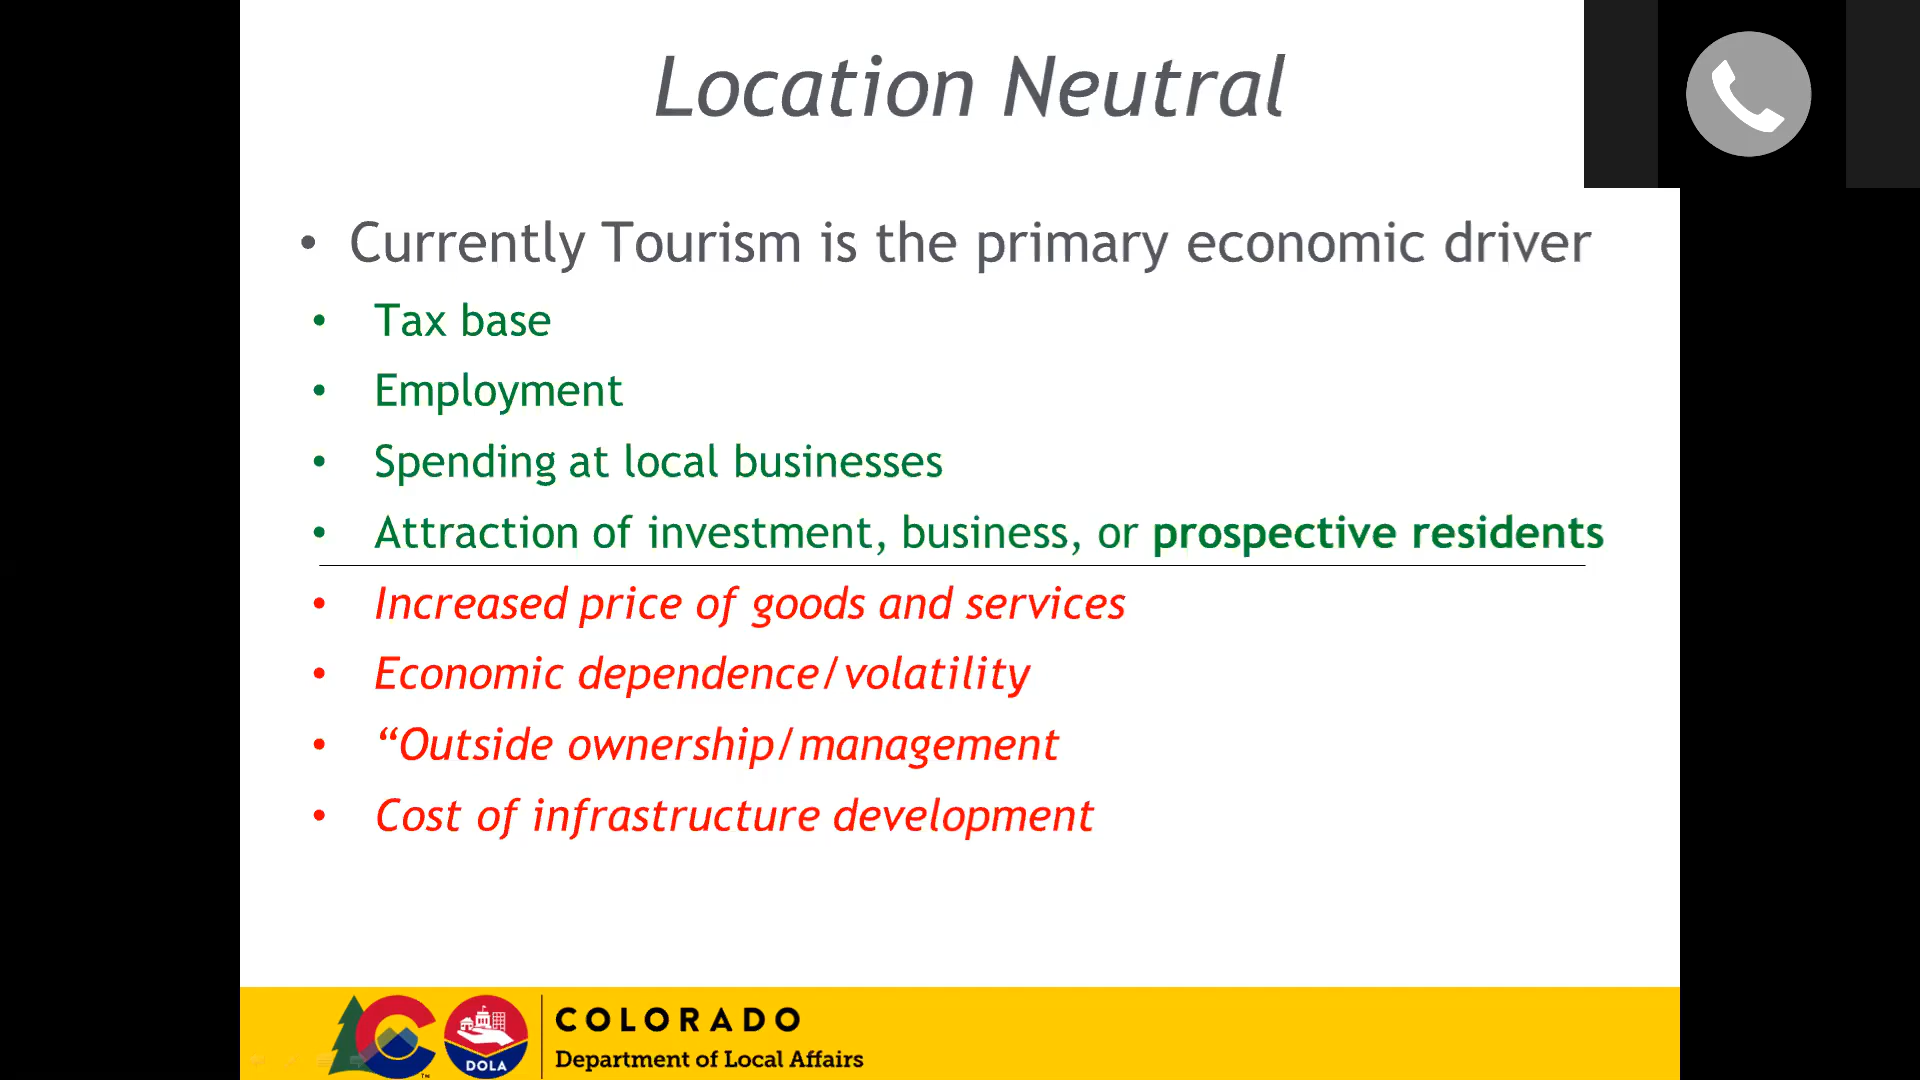 Location Neutral
• Currently Tourism is the primary economic driver
• Tax base
• Employment
• Spending at local businesses
• Attraction of investment, business, or prospective residents
• Increased price of goods and services
• Economic dependence/volatility
• “Outside ownership/management
• Cost of infrastructure development
COLORADO
Department of Local Affairs
DOLA
TM